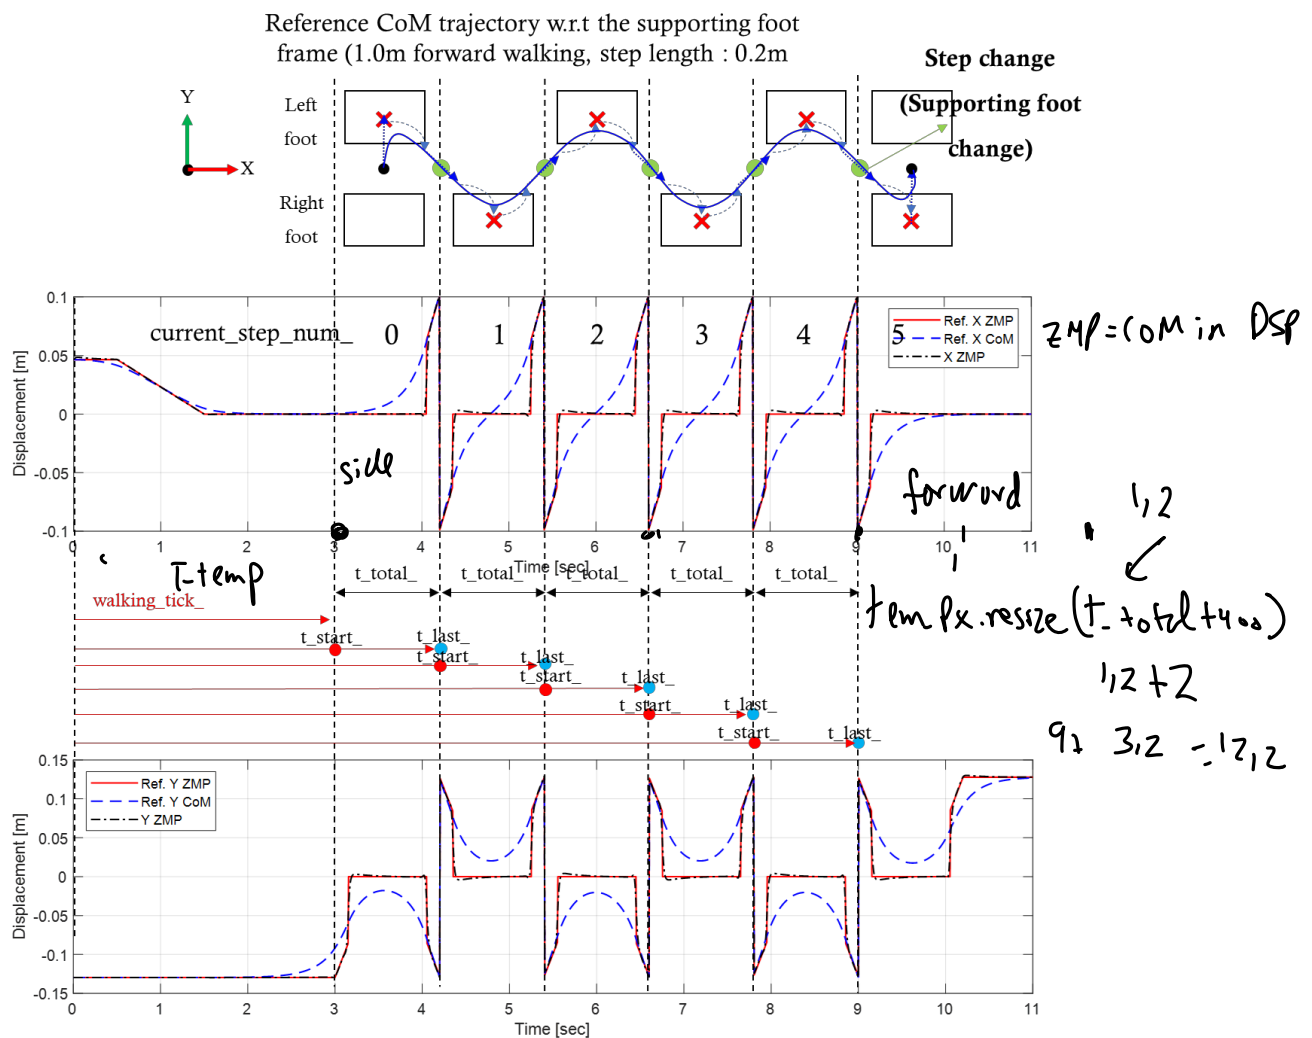 Reference CoM trajectory w.r.t the supporting foot
frame (1.0m forward walking, step length : 0.2m
Step change
(Supporting foot
change)
Y
X
Left
foot
Right
foot
0.1
0.05
0
-0.05
-0.1
Displacement [m]
current_step_num_ 0 1 2 3 4 5
Ref. X ZMP
Ref. X CoM
X ZMP
ZMP=CoM in DSP
side
forword
1,2
0 1 2 3 4 5 6 7 8 9 10 11
Time [sec]
T_temp
t_total_ t_total_ t_total_ t_total_ t_total_
tempx.resize(t_total+400)
walking_tick_
t_start_ t_last_
t_start_ t_last_
t_start_ t_last_
t_start_ t_last_
t_start_ t_last_
1,2+2
9+ 3,2 = 12,2
0.15
0.1
0.05
0
-0.05
-0.1
-0.15
Displacement [m]
Ref. Y ZMP
Ref. Y CoM
Y ZMP
0 1 2 3 4 5 6 7 8 9 10 11
Time [sec]